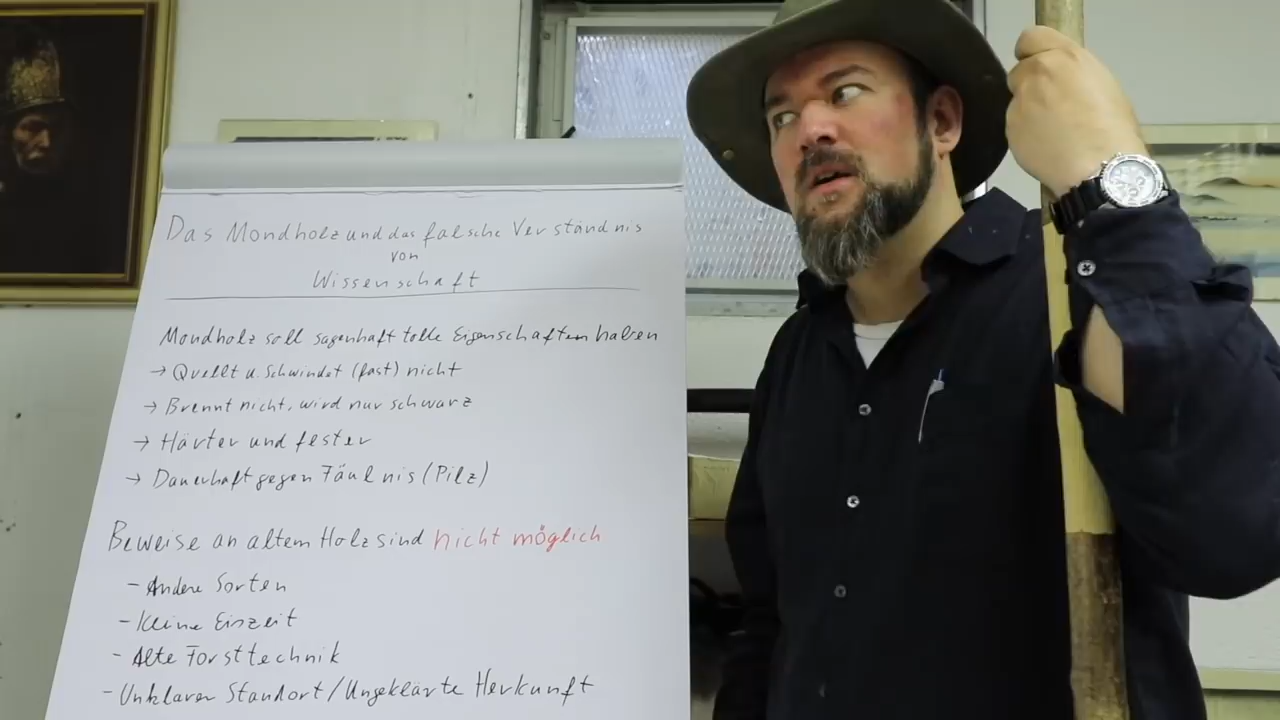 Das Mondholz und das falsche Verständnis
von
Wissenschaft
Mondholz soll sagenhaft tolle Eigenschaften haben
→ Quellt u. Schwindet (fast) nicht
→ Brennt nicht, wird nur schwarz
→ Härter und fester
→ Dauerhaft gegen Fäulnis (Pilz)
Beweise an altem Holz sind nicht möglich
- Andere Sorten
- Keine Eiszeit
- Alte Forsttechnik
- Unklarer Standort/Ungeklärte Herkunft